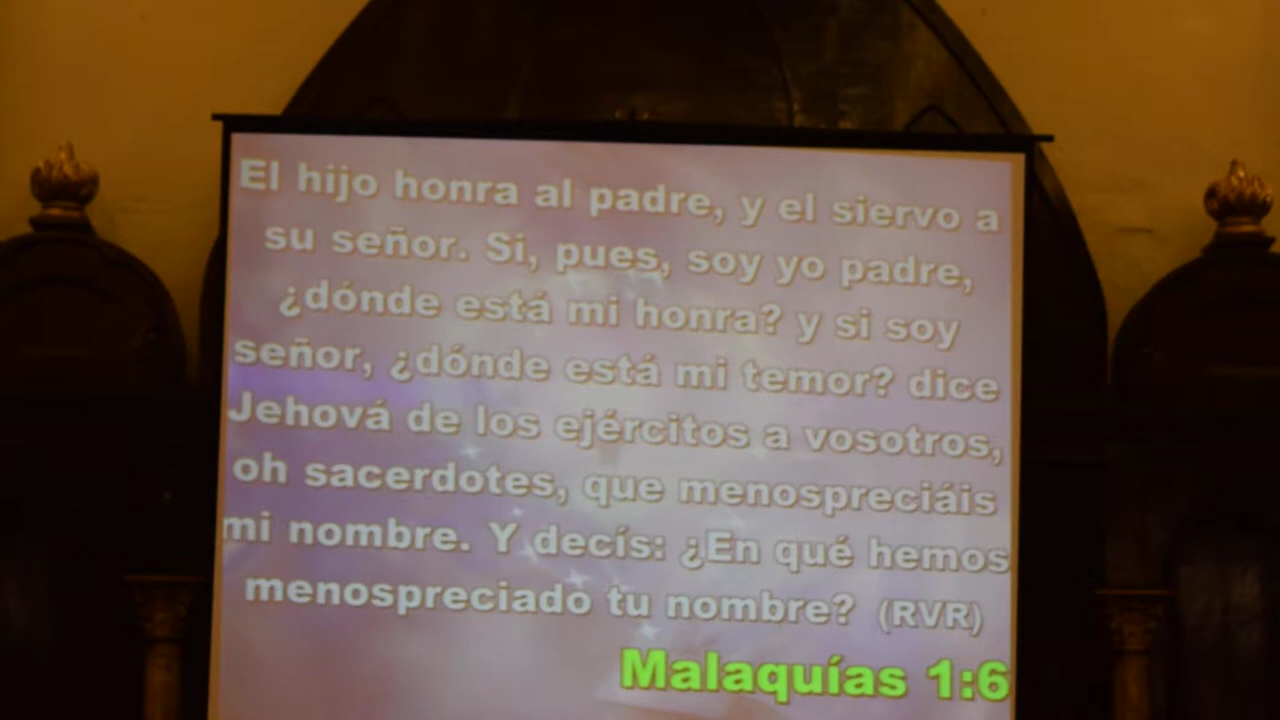 El hijo honra al padre, y el siervo a
su señor. Si, pues, soy yo padre,
¿dónde está mi honra? y si soy
señor, ¿dónde está mi temor? dice
Jehová de los ejércitos a vosotros,
oh sacerdotes, que menospreciáis
mi nombre. Y decís: ¿En qué hemos
menospreciado tu nombre? (RVR)
Malaquías 1:6